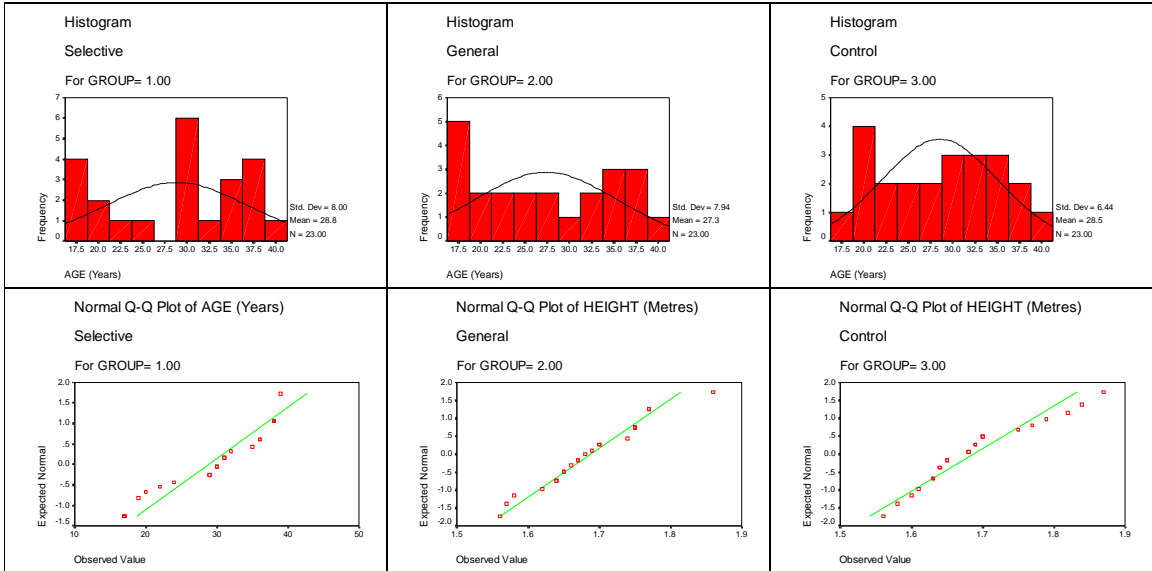 Histogram
Selective
For GROUP= 1.00
7
6
5
4
3
2
1
0
Frequency
17.5 20.0 22.5 25.0 27.5 30.0 32.5 35.0 37.5 40.0
AGE (Years)
Std. Dev = 8.00
Mean = 28.8
N = 23.00
Histogram
General
For GROUP= 2.00
6
5
4
3
2
1
0
Frequency
17.5 20.0 22.5 25.0 27.5 30.0 32.5 35.0 37.5 40.0
AGE (Years)
Std. Dev = 7.94
Mean = 27.3
N = 23.00
Histogram
Control
For GROUP= 3.00
5
4
3
2
1
0
Frequency
17.5 20.0 22.5 25.0 27.5 30.0 32.5 35.0 37.5 40.0
AGE (Years)
Std. Dev = 6.44
Mean = 28.5
N = 23.00
Normal Q-Q Plot of AGE (Years)
Selective
For GROUP= 1.00
2.0
1.5
1.0
.5
0.0
-.5
-1.0
-1.5
Expected Normal
10 20 30 40 50
Observed Value
Normal Q-Q Plot of HEIGHT (Metres)
General
For GROUP= 2.00
2.0
1.5
1.0
.5
0.0
-.5
-1.0
-1.5
-2.0
Expected Normal
1.5 1.6 1.7 1.8 1.9
Observed Value
Normal Q-Q Plot of HEIGHT (Metres)
Control
For GROUP= 3.00
2.0
1.5
1.0
.5
0.0
-.5
-1.0
-1.5
-2.0
Expected Normal
1.5 1.6 1.7 1.8 1.9
Observed Value